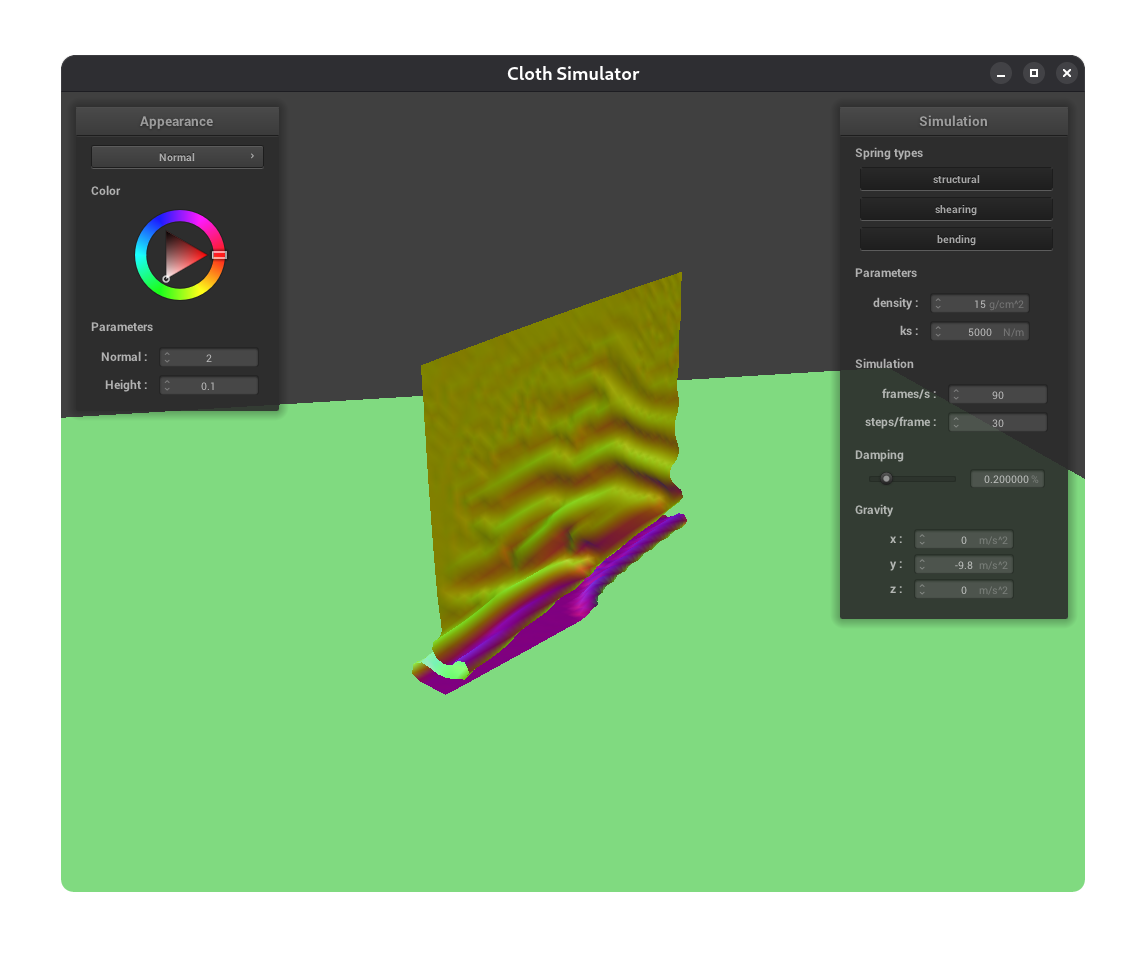 Cloth Simulator
Appearance
Normal
Color
Parameters
Normal : 2
Height : 0.1
Simulation
Spring types
structural
shearing
bending
Parameters
density : 15 g/cm^2
ks : 5000 N/m
Simulation
frames/s : 90
steps/frame : 30
Damping
0.200000 %
Gravity
x : 0 m/s^2
y : -9.8 m/s^2
z : 0 m/s^2